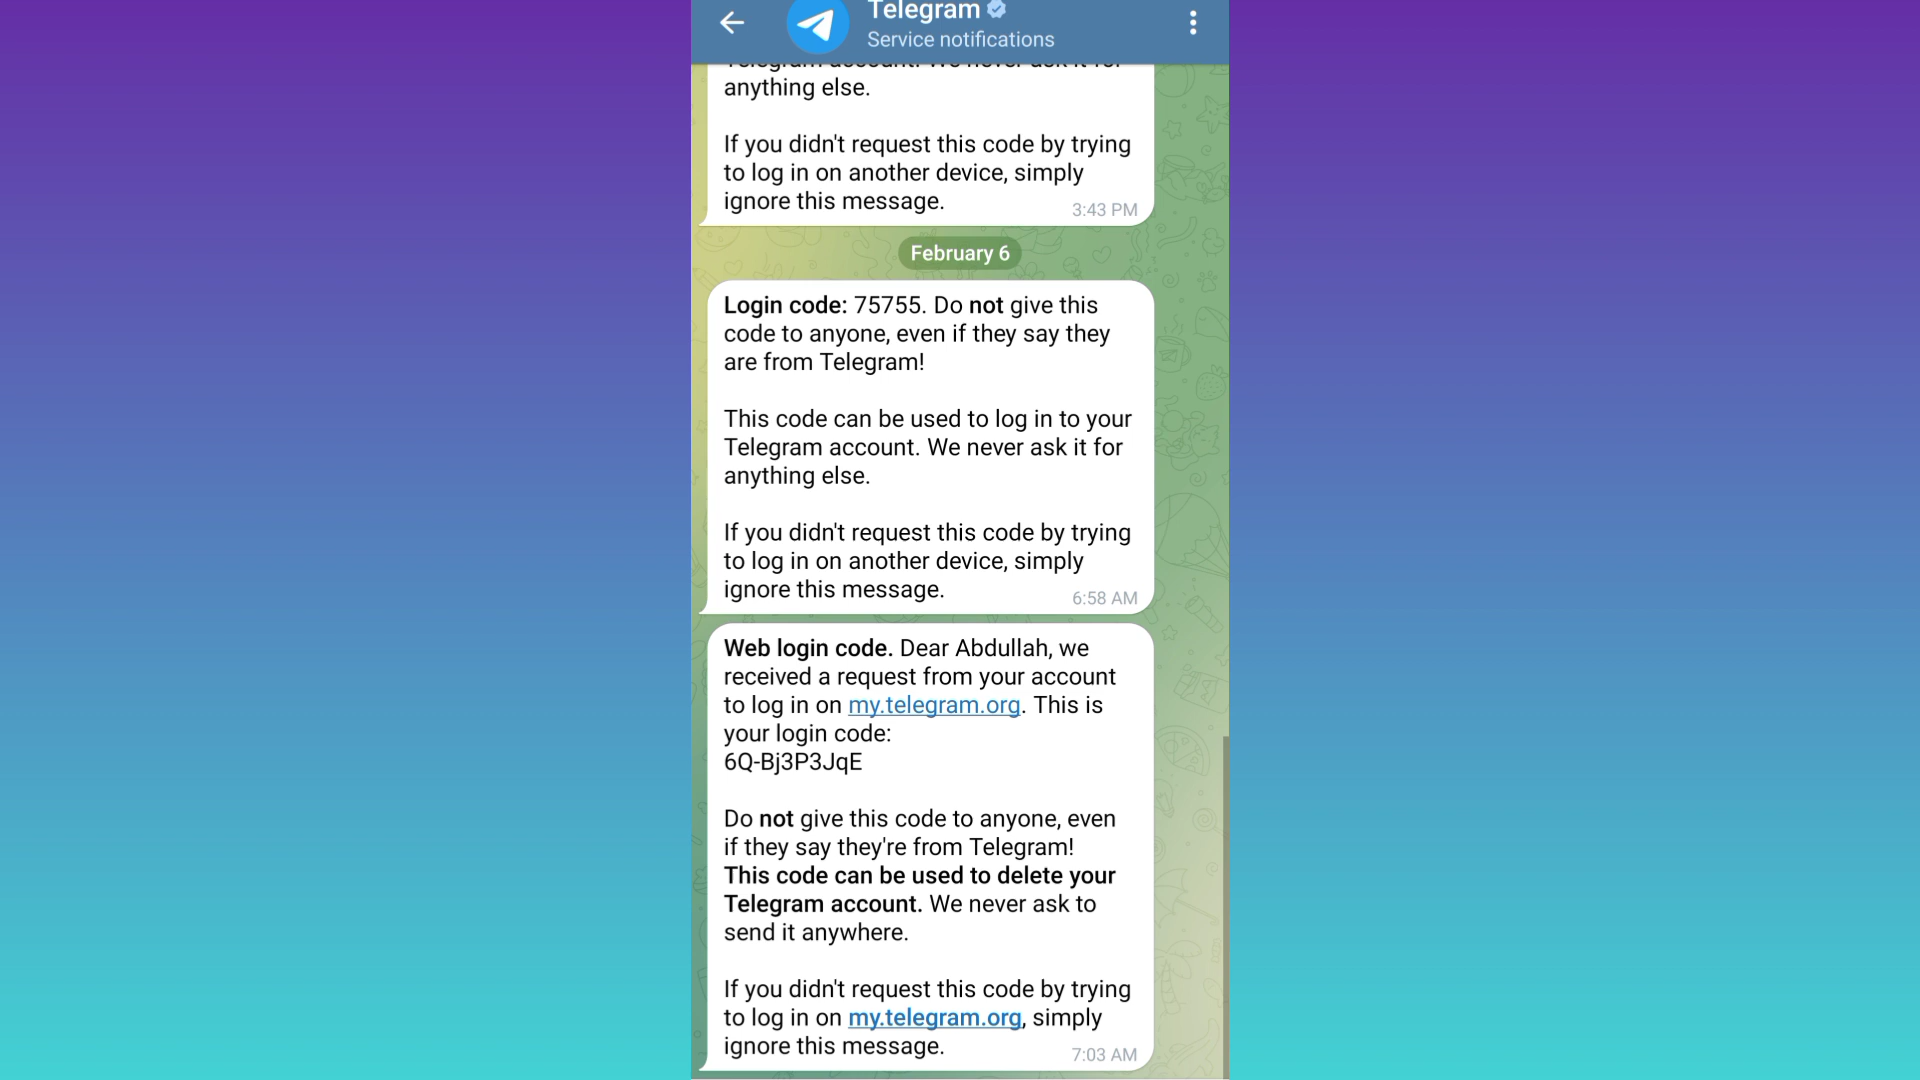 Telegram
Service notifications
Telegram account. We never ask it for
anything else.
If you didn't request this code by trying
to log in on another device, simply
ignore this message.
3:43 PM
February 6
Login code: 75755. Do not give this
code to anyone, even if they say they
are from Telegram!
This code can be used to log in to your
Telegram account. We never ask it for
anything else.
If you didn't request this code by trying
to log in on another device, simply
ignore this message.
6:58 AM
Web login code. Dear Abdullah, we
received a request from your account
to log in on my.telegram.org. This is
your login code:
6Q-Bj3P3JqE
Do not give this code to anyone, even
if they say they're from Telegram!
This code can be used to delete your
Telegram account. We never ask to
send it anywhere.
If you didn't request this code by trying
to log in on my.telegram.org, simply
ignore this message.
7:03 AM